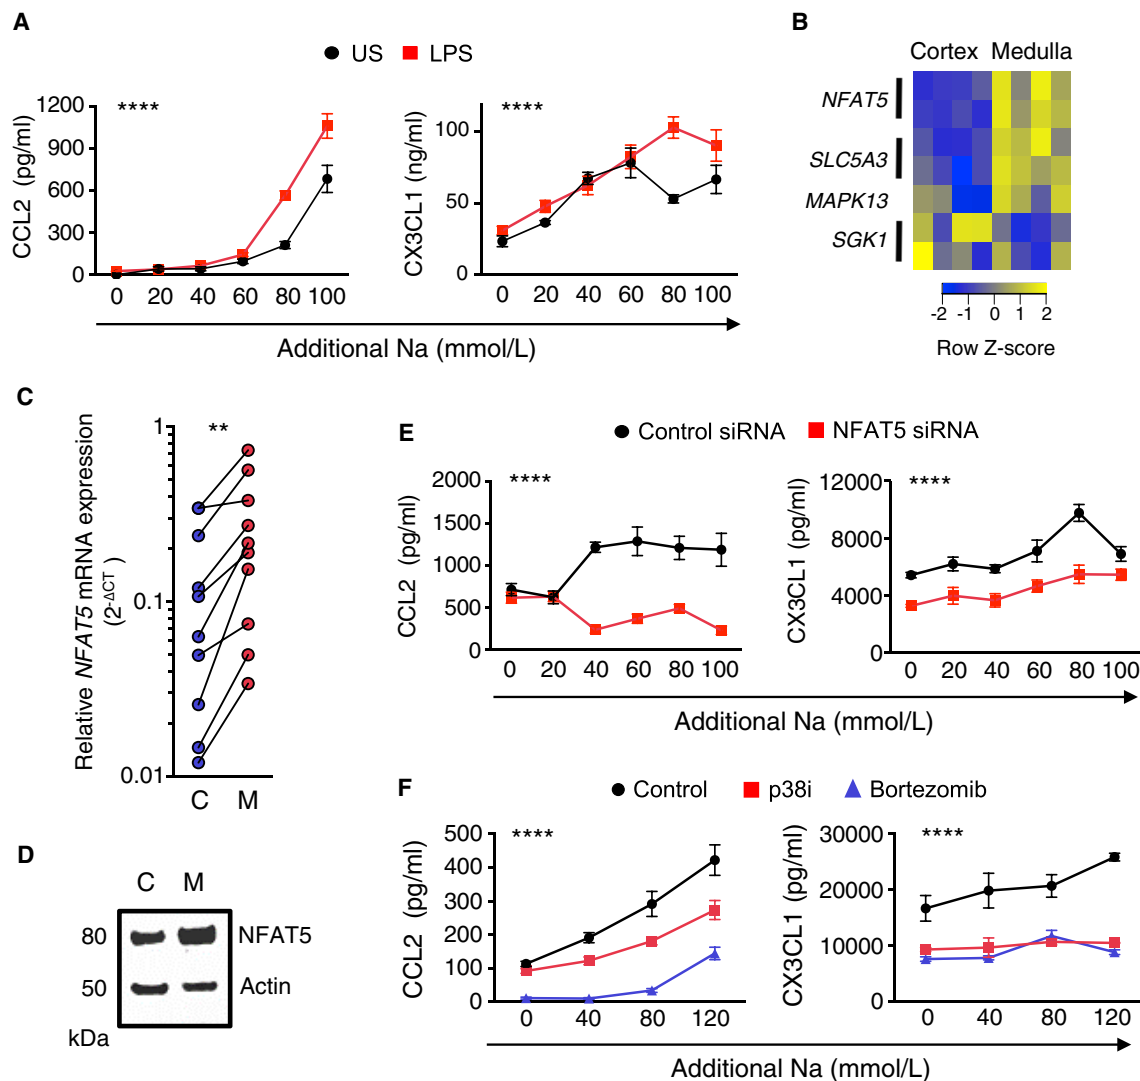 A
US LPS
1200
900
600
300
0
CCL2 (pg/ml)
****
0 20 40 60 80 100
100
50
0
CX3CL1 (ng/ml)
****
0 20 40 60 80 100
Additional Na (mmol/L)
B
Cortex Medulla
NFAT5
SLC5A3
MAPK13
SGK1
-2 -1 0 1 2
Row Z-score
C
Relative NFAT5 mRNA expression
(2-ΔCT)
1
0.1
0.01
**
C M
D
C M
80 NFAT5
50 Actin
kDa
E
Control siRNA NFAT5 siRNA
2000
1500
1000
500
0
CCL2 (pg/ml)
****
0 20 40 60 80 100
12000
8000
4000
0
CX3CL1 (pg/ml)
****
0 20 40 60 80 100
Additional Na (mmol/L)
F
Control p38i Bortezomib
500
400
300
200
100
0
CCL2 (pg/ml)
****
0 40 80 120
30000
20000
10000
0
CX3CL1 (pg/ml)
****
0 40 80 120
Additional Na (mmol/L)